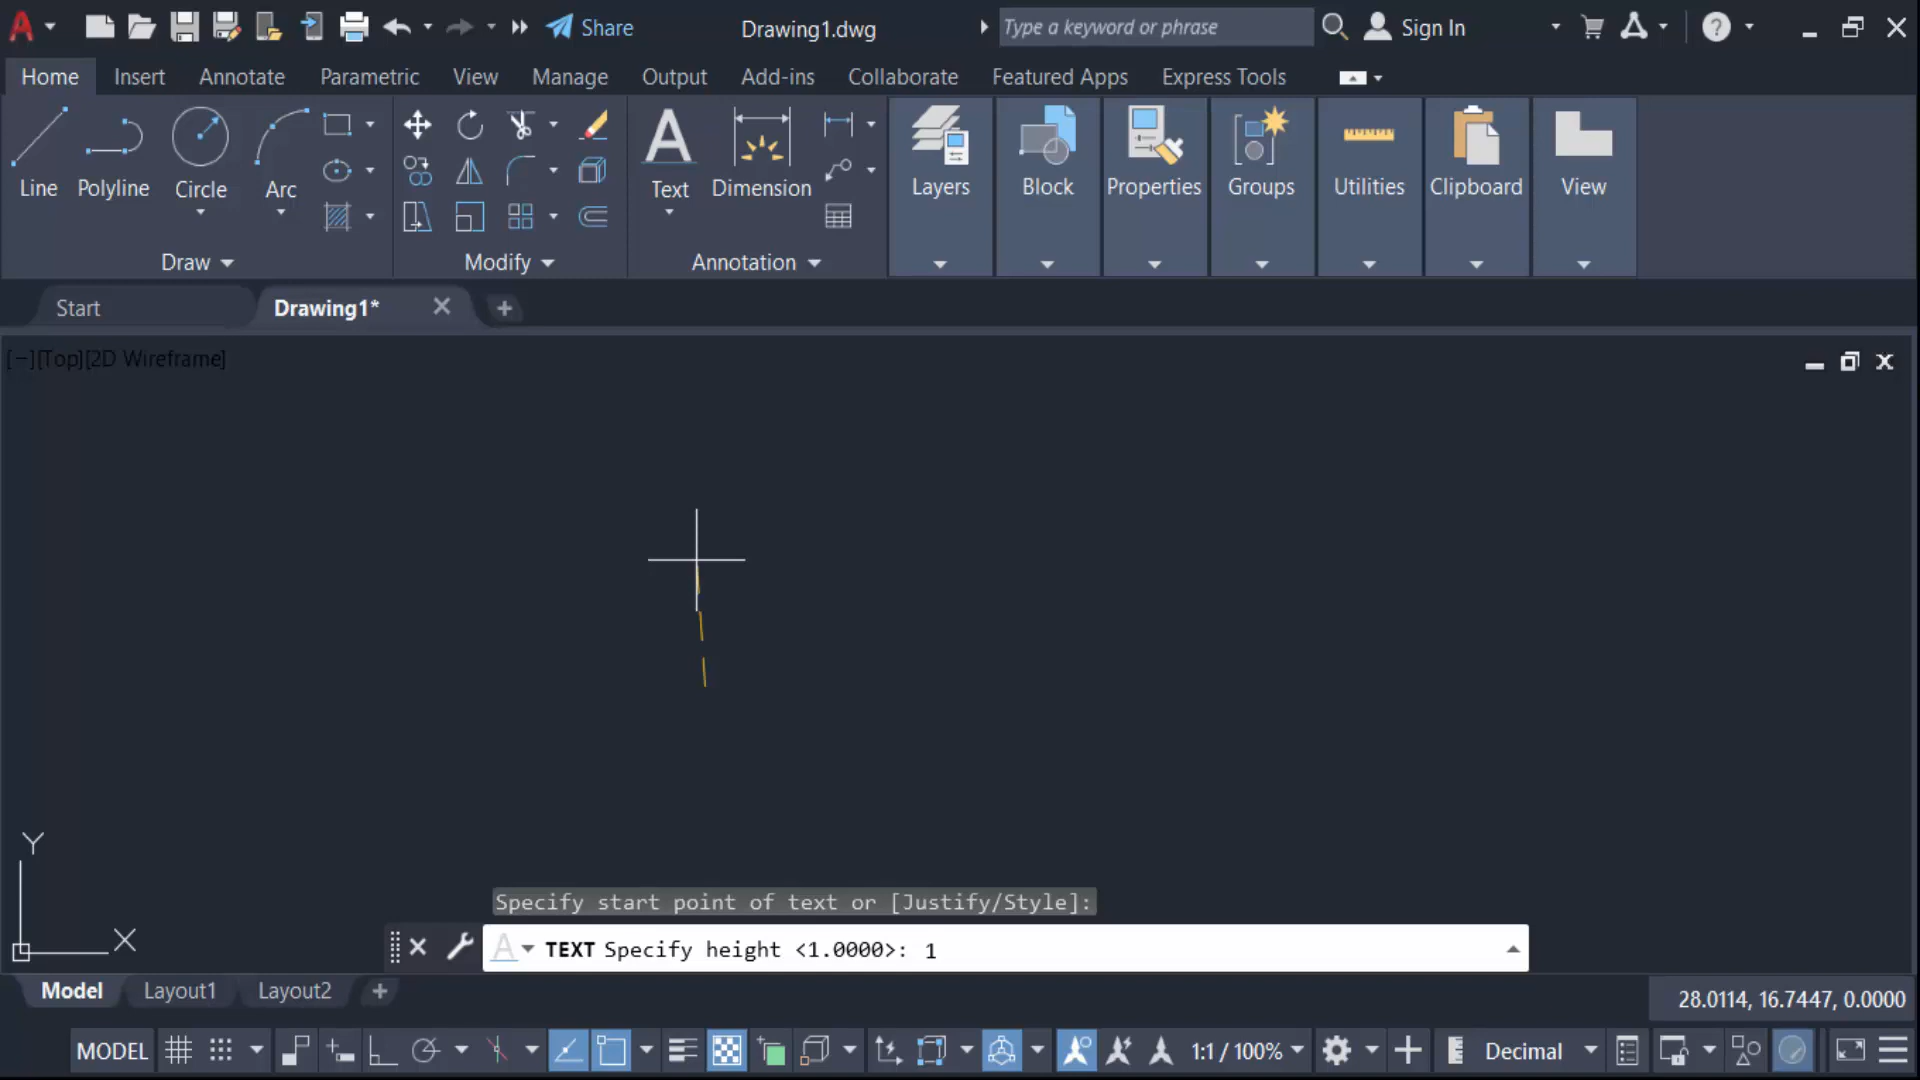 Share
Drawing1.dwg
Type a keyword or phrase
Sign In
Home
Insert
Annotate
Parametric
View
Manage
Output
Add-ins
Collaborate
Featured Apps
Express Tools
Line
Polyline
Circle
Arc
Text
Dimension
Layers
Block
Properties
Groups
Utilities
Clipboard
View
Draw
Modify
Annotation
Start
Drawing1*
[−][Top][2D Wireframe]
Y
X
Specify start point of text or [Justify/Style]:
TEXT Specify height <1.0000>: 1
Model
Layout1
Layout2
28.0114, 16.7447, 0.0000
MODEL
1:1 / 100%
Decimal